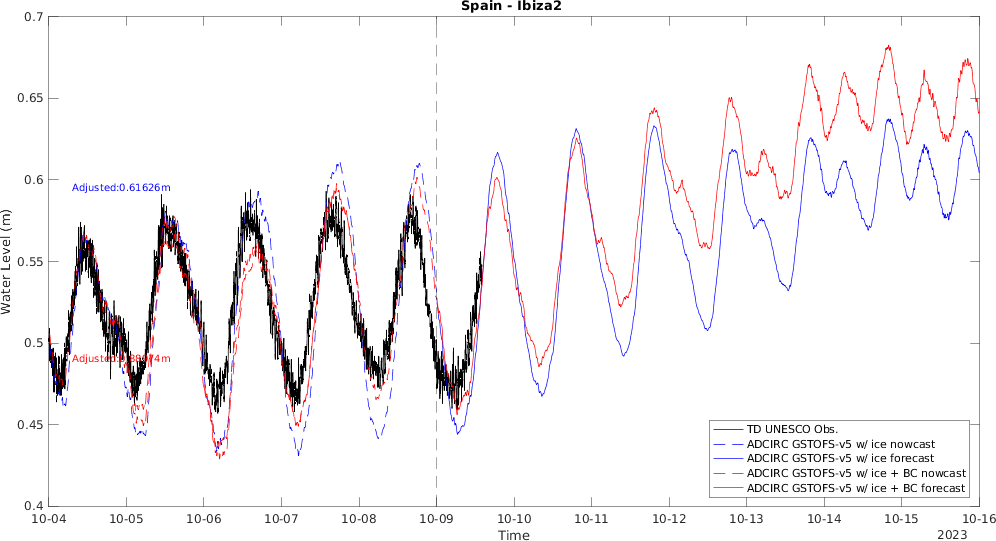 Spain - Ibiza2
0.7
0.65
0.6
0.55
0.5
0.45
0.4
Water Level (m)
Adjusted:0.61626m
10-04 10-05 10-06 10-07 10-08 10-09 10-10 10-11 10-12 10-13 10-14 10-15 10-16
Time
2023
TD UNESCO Obs.
ADCIRC GSTOFS-v5 w/ ice nowcast
ADCIRC GSTOFS-v5 w/ ice forecast
ADCIRC GSTOFS-v5 w/ ice + BC nowcast
ADCIRC GSTOFS-v5 w/ ice + BC forecast